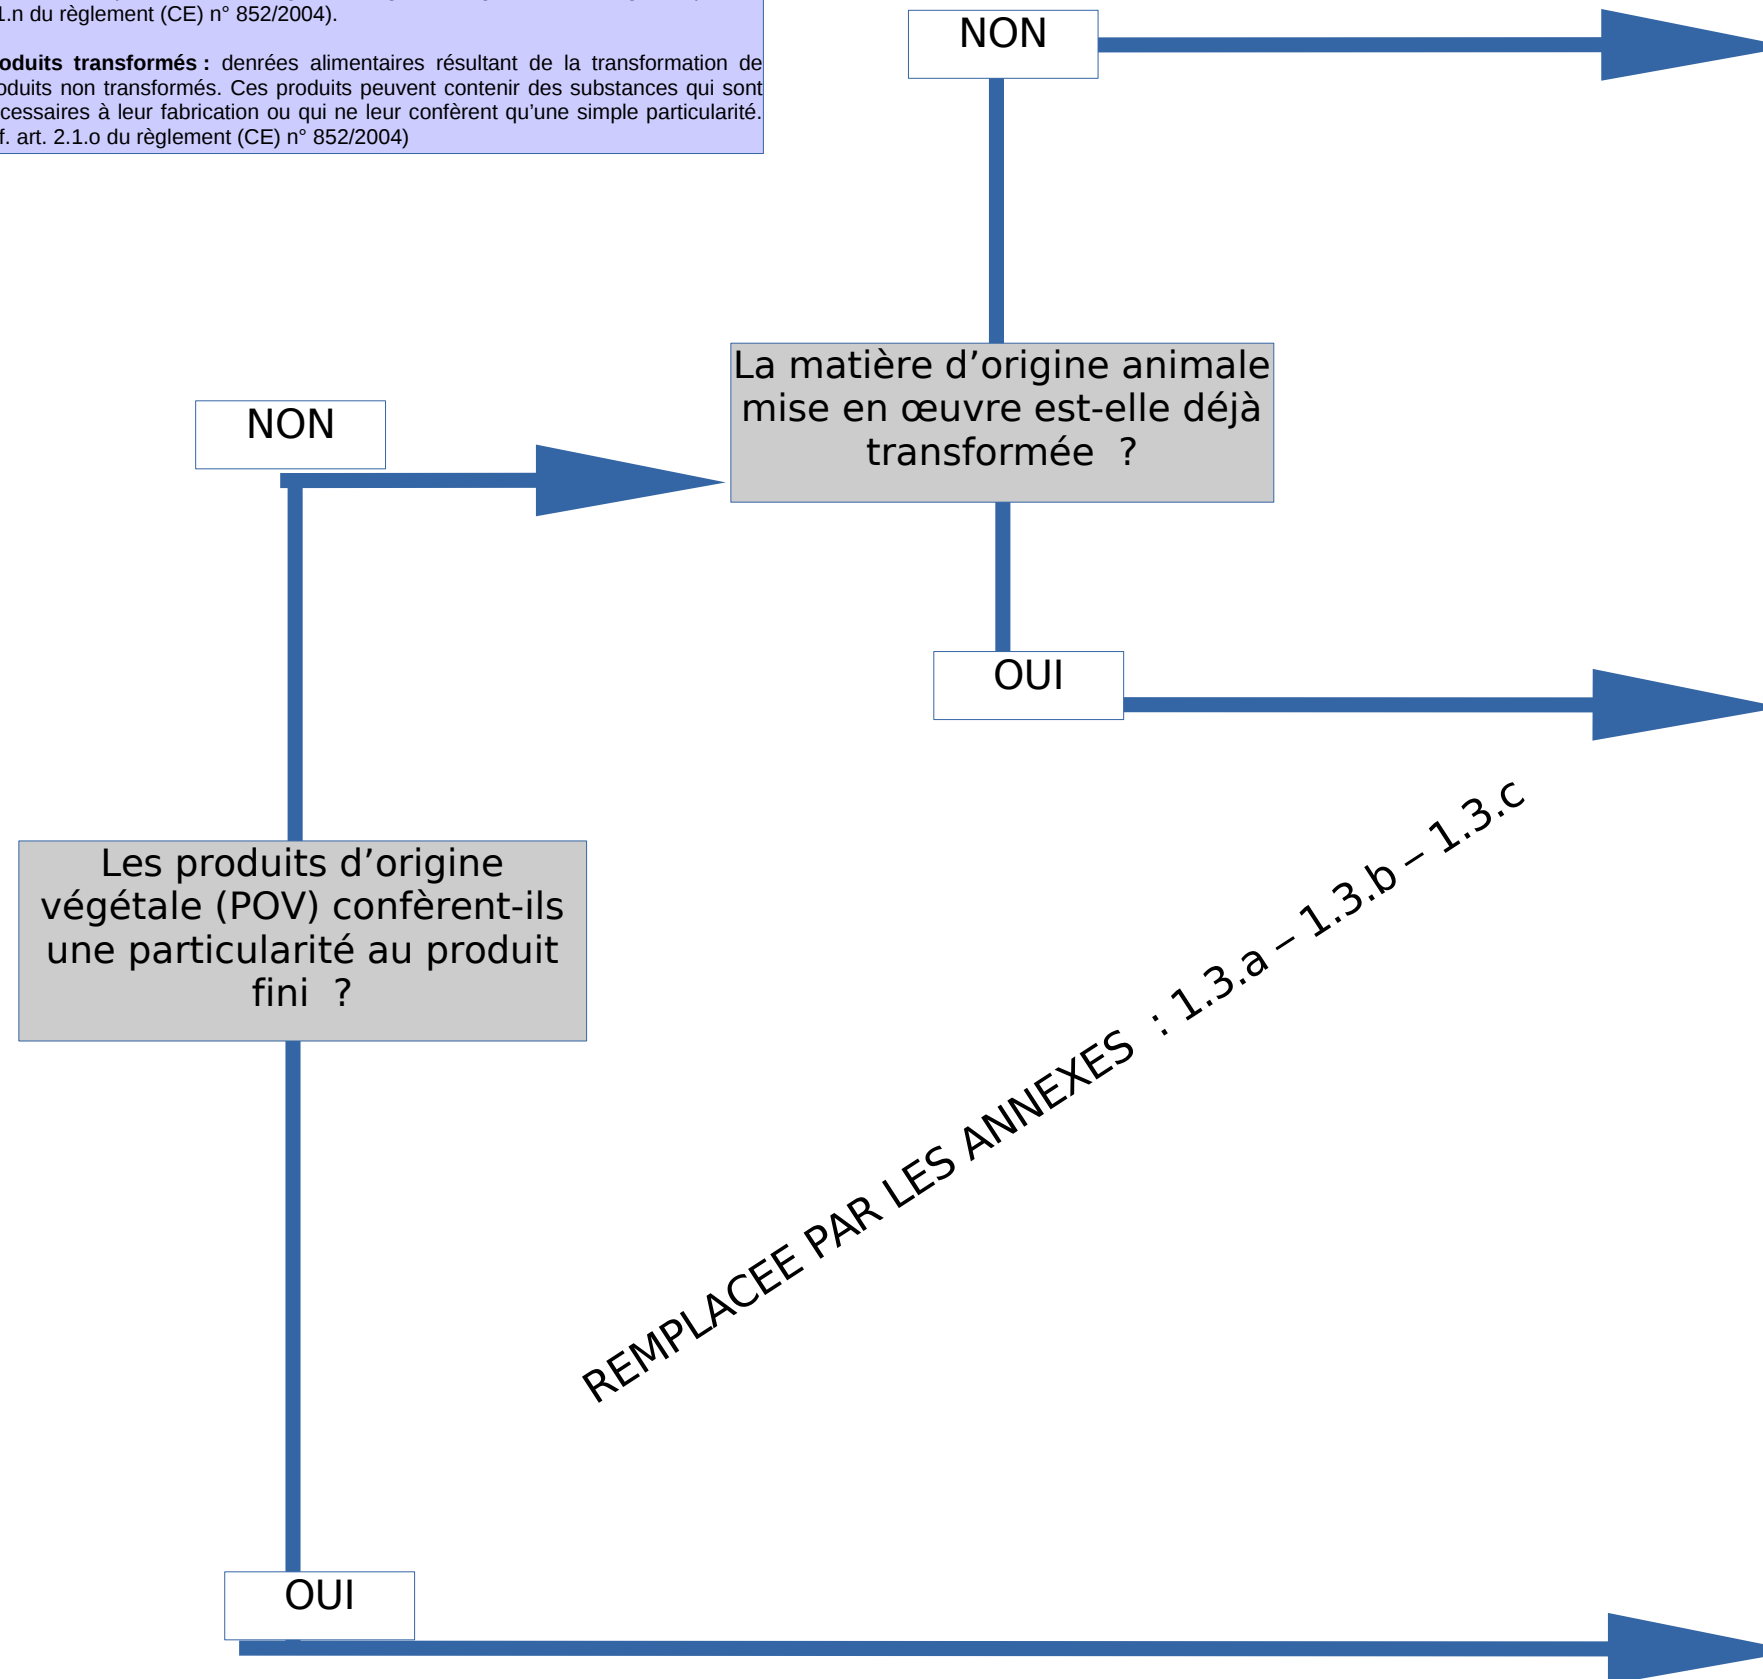 1.n du règlement (CE) n° 852/2004).
oduits transformés : denrées alimentaires résultant de la transformation de
oduits non transformés. Ces produits peuvent contenir des substances qui sont
cessaires à leur fabrication ou qui ne leur confèrent qu'une simple particularité.
f. art. 2.1.o du règlement (CE) n° 852/2004)
NON
La matière d’origine animale
mise en œuvre est-elle déjà
transformée ?
NON
OUI
Les produits d’origine
végétale (POV) confèrent-ils
une particularité au produit
fini ?
REMPLACEE PAR LES ANNEXES : 1.3.a – 1.3.b – 1.3.c
OUI